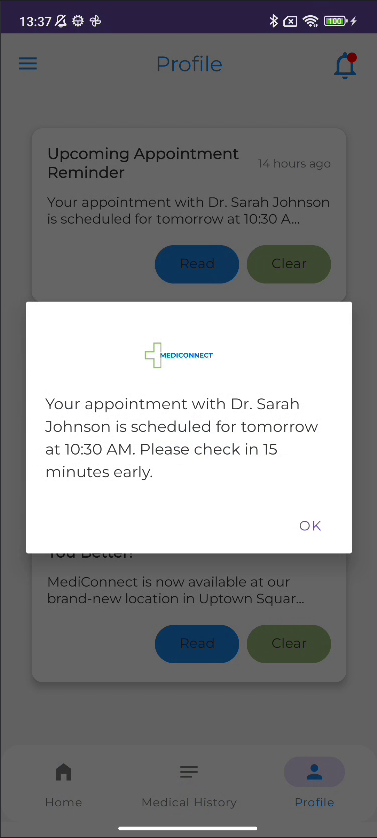 13:37
100
Profile
Upcoming Appointment
Reminder
14 hours ago
Your appointment with Dr. Sarah Johnson
is scheduled for tomorrow at 10:30 A...
Read
Clear
MEDICONNECT
Your appointment with Dr. Sarah
Johnson is scheduled for tomorrow
at 10:30 AM. Please check in 15
minutes early.
OK
You Better!
MediConnect is now available at our
brand-new location in Uptown Squar...
Read
Clear
Home
Medical History
Profile